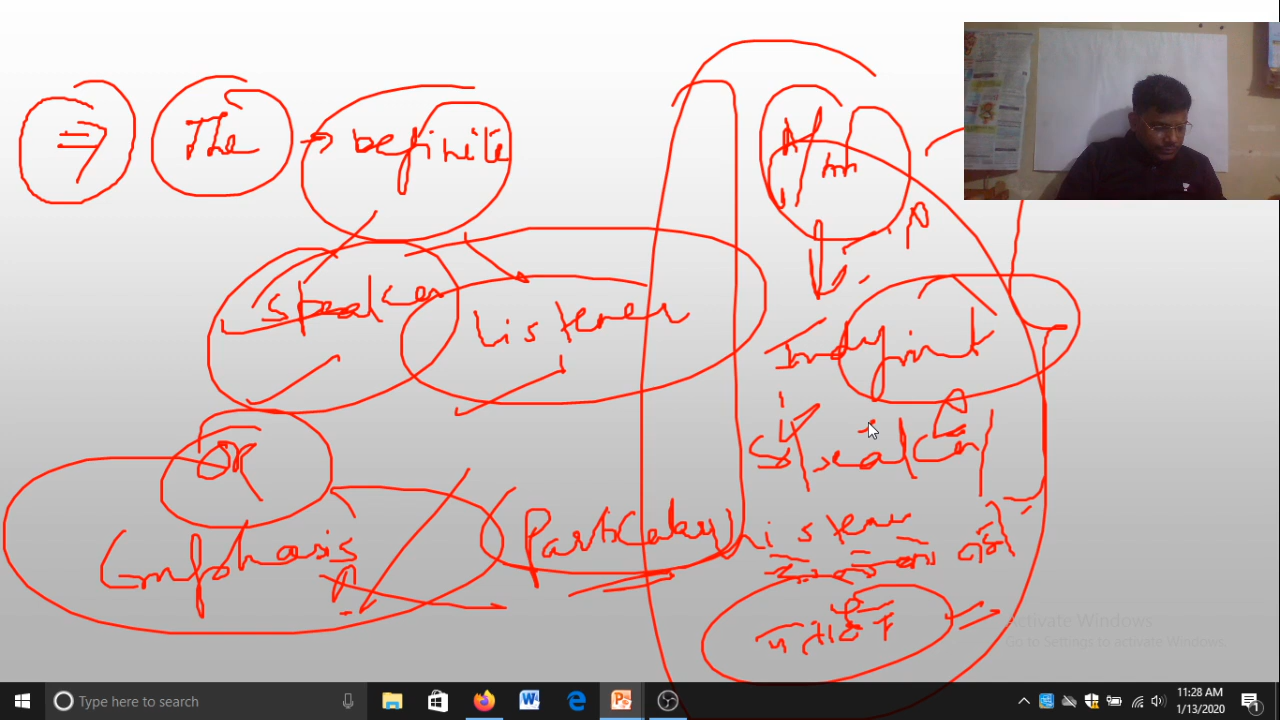 ⇒ The → Definite
A/An
Speaker Listener
OR
Speaker
Emphasis Particular
Listener
Activate Windows
Go to Settings to activate Windows.
Type here to search
11:28 AM
1/13/2020